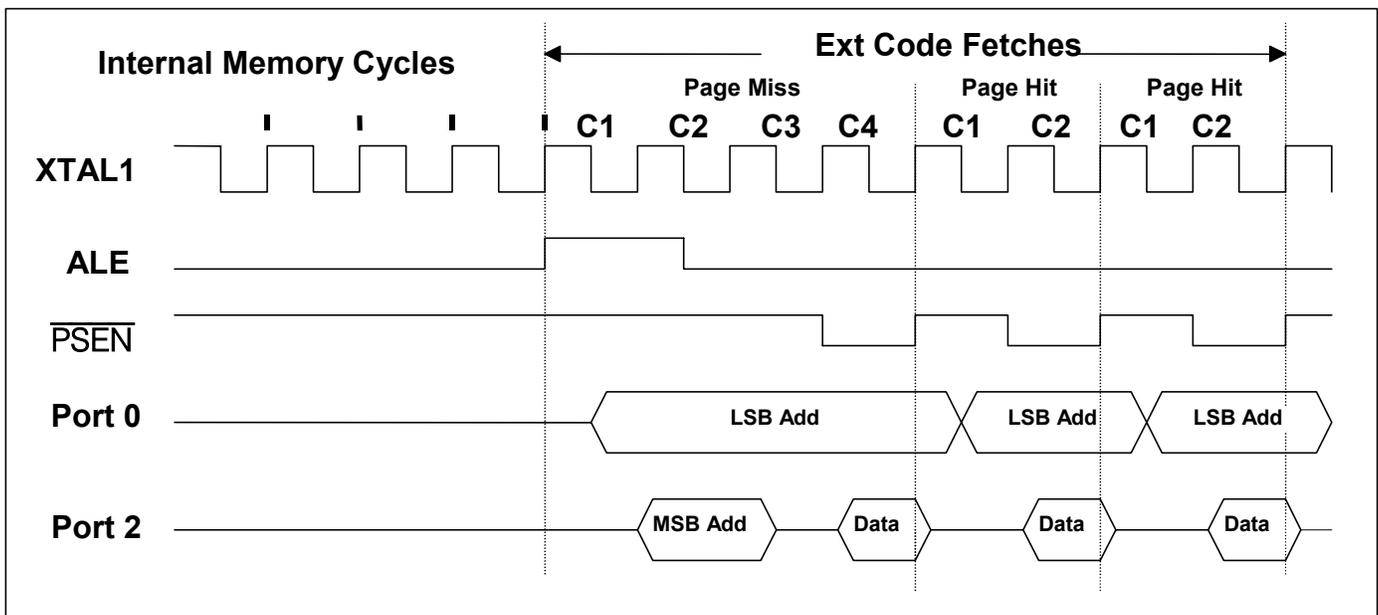 Ext Code Fetches
Internal Memory Cycles
Page Miss Page Hit Page Hit
C1 C2 C3 C4 C1 C2 C1 C2
XTAL1
ALE
PSEN
Port 0 LSB Add LSB Add LSB Add
Port 2 MSB Add Data Data Data